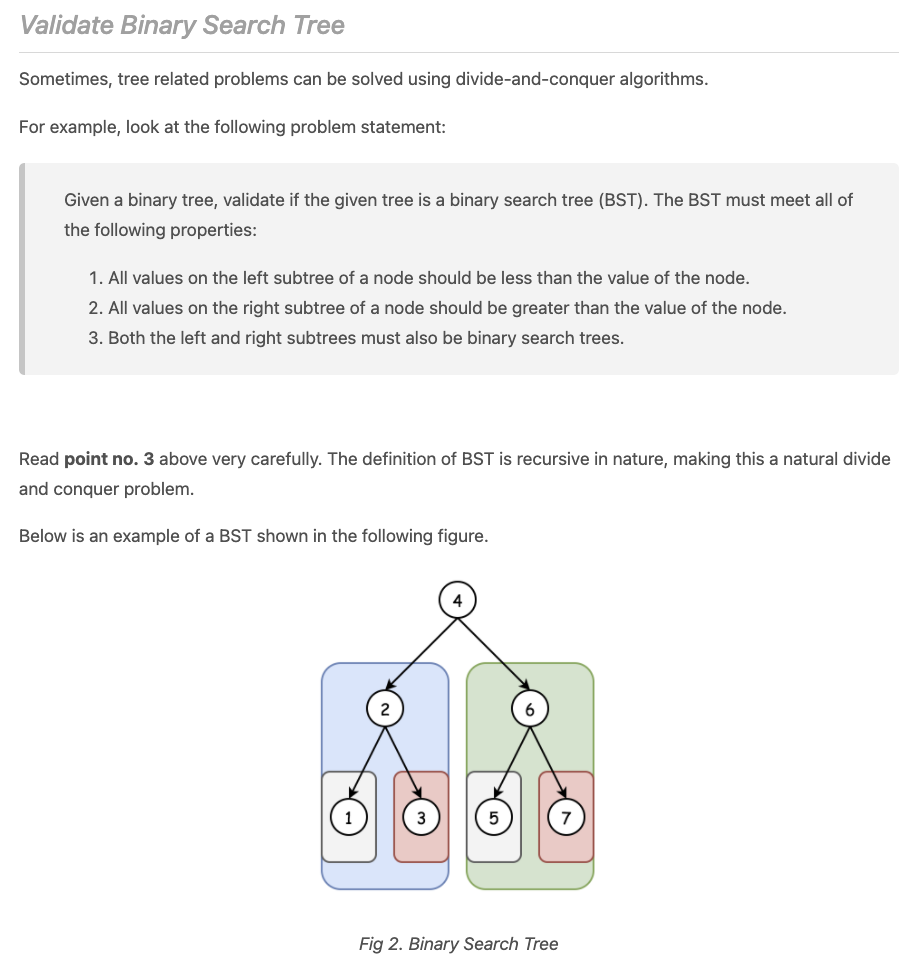 Validate Binary Search Tree
Sometimes, tree related problems can be solved using divide-and-conquer algorithms.
For example, look at the following problem statement:
Given a binary tree, validate if the given tree is a binary search tree (BST). The BST must meet all of
the following properties:
1. All values on the left subtree of a node should be less than the value of the node.
2. All values on the right subtree of a node should be greater than the value of the node.
3. Both the left and right subtrees must also be binary search trees.
Read point no. 3 above very carefully. The definition of BST is recursive in nature, making this a natural divide
and conquer problem.
Below is an example of a BST shown in the following figure.
4
2 6
1 3 5 7
Fig 2. Binary Search Tree